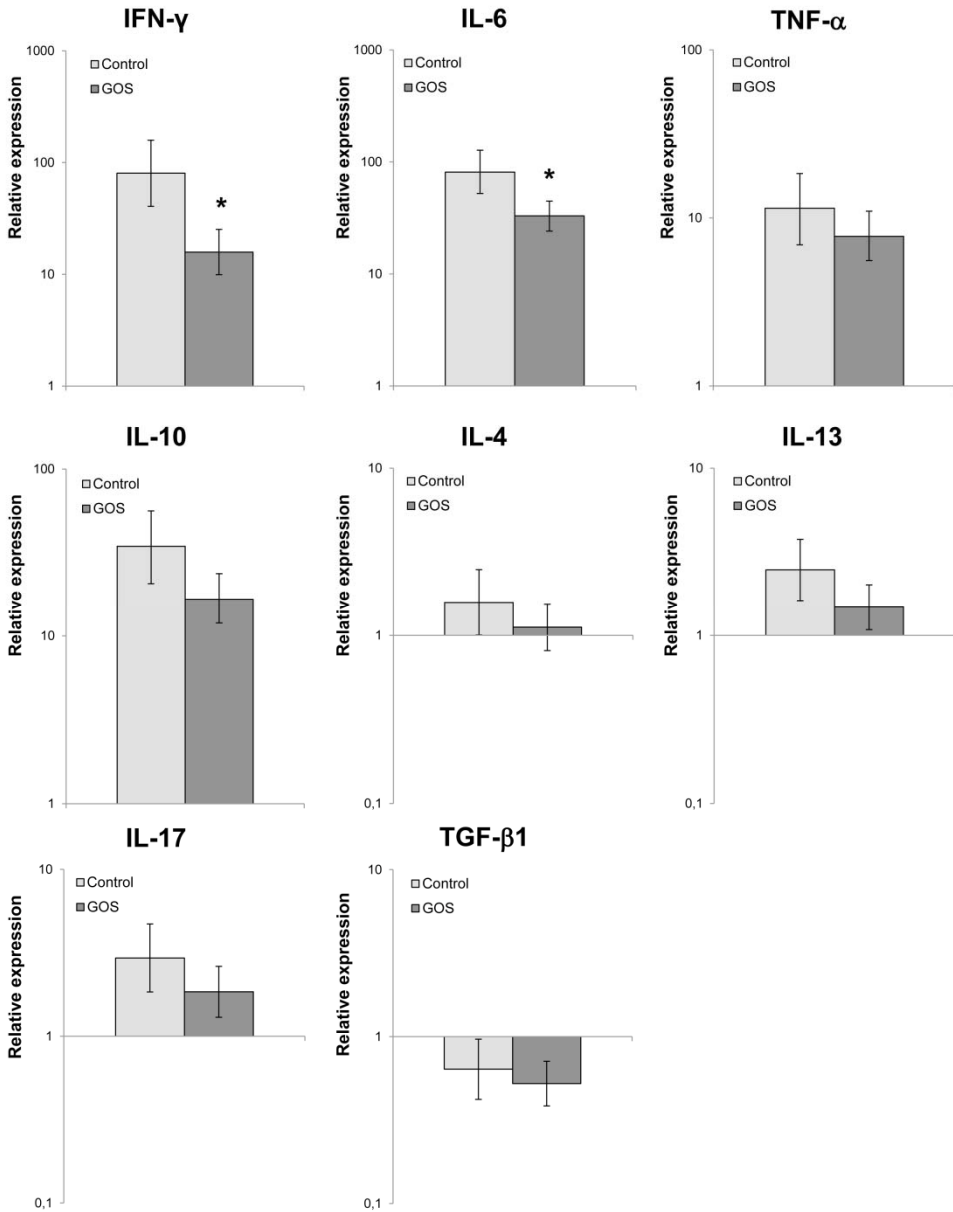 IFN-γ
Relative expression
1000
100
10
1
Control
GOS
*
IL-6
Relative expression
1000
100
10
1
Control
GOS
*
TNF-α
Relative expression
100
10
1
Control
GOS
IL-10
Relative expression
100
10
1
Control
GOS
IL-4
Relative expression
10
1
0,1
Control
GOS
IL-13
Relative expression
10
1
0,1
Control
GOS
IL-17
Relative expression
10
1
0,1
Control
GOS
TGF-β1
Relative expression
10
1
0,1
Control
GOS